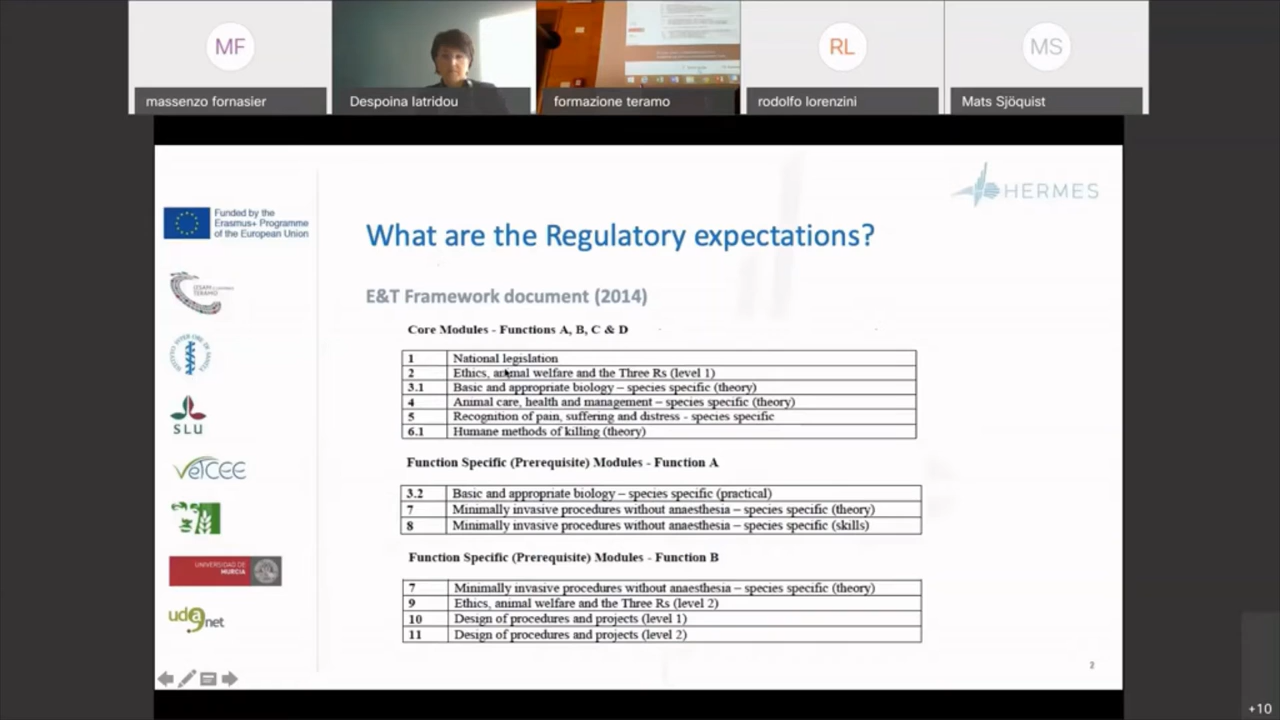 MF
RL
MS
massenzo fornasier
Despoina Iatridou
formazione teramo
rodolfo lorenzini
Mats Sjöquist
HERMES
Funded by the
Erasmus+ Programme
of the European Union
What are the Regulatory expectations?
E&T Framework document (2014)
Core Modules - Functions A, B, C & D
1 National legislation
2 Ethics, animal welfare and the Three Rs (level 1)
3.1 Basic and appropriate biology – species specific (theory)
4 Animal care, health and management – species specific (theory)
5 Recognition of pain, suffering and distress - species specific
6.1 Humane methods of killing (theory)
Function Specific (Prerequisite) Modules - Function A
3.2 Basic and appropriate biology – species specific (practical)
7 Minimally invasive procedures without anaesthesia – species specific (theory)
8 Minimally invasive procedures without anaesthesia – species specific (skills)
Function Specific (Prerequisite) Modules - Function B
7 Minimally invasive procedures without anaesthesia – species specific (theory)
9 Ethics, animal welfare and the Three Rs (level 2)
10 Design of procedures and projects (level 1)
11 Design of procedures and projects (level 2)
TERAMO
SLU
VETCEE
UNIVERSIDAD DE
MURCIA
ud9net
2
+10